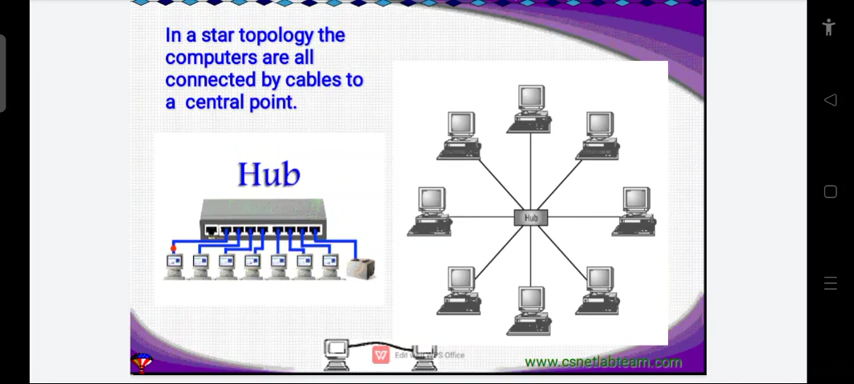 In a star topology the
computers are all
connected by cables to
a central point.
Hub
Hub
Edit with WPS Office
www.csnetlabteam.com